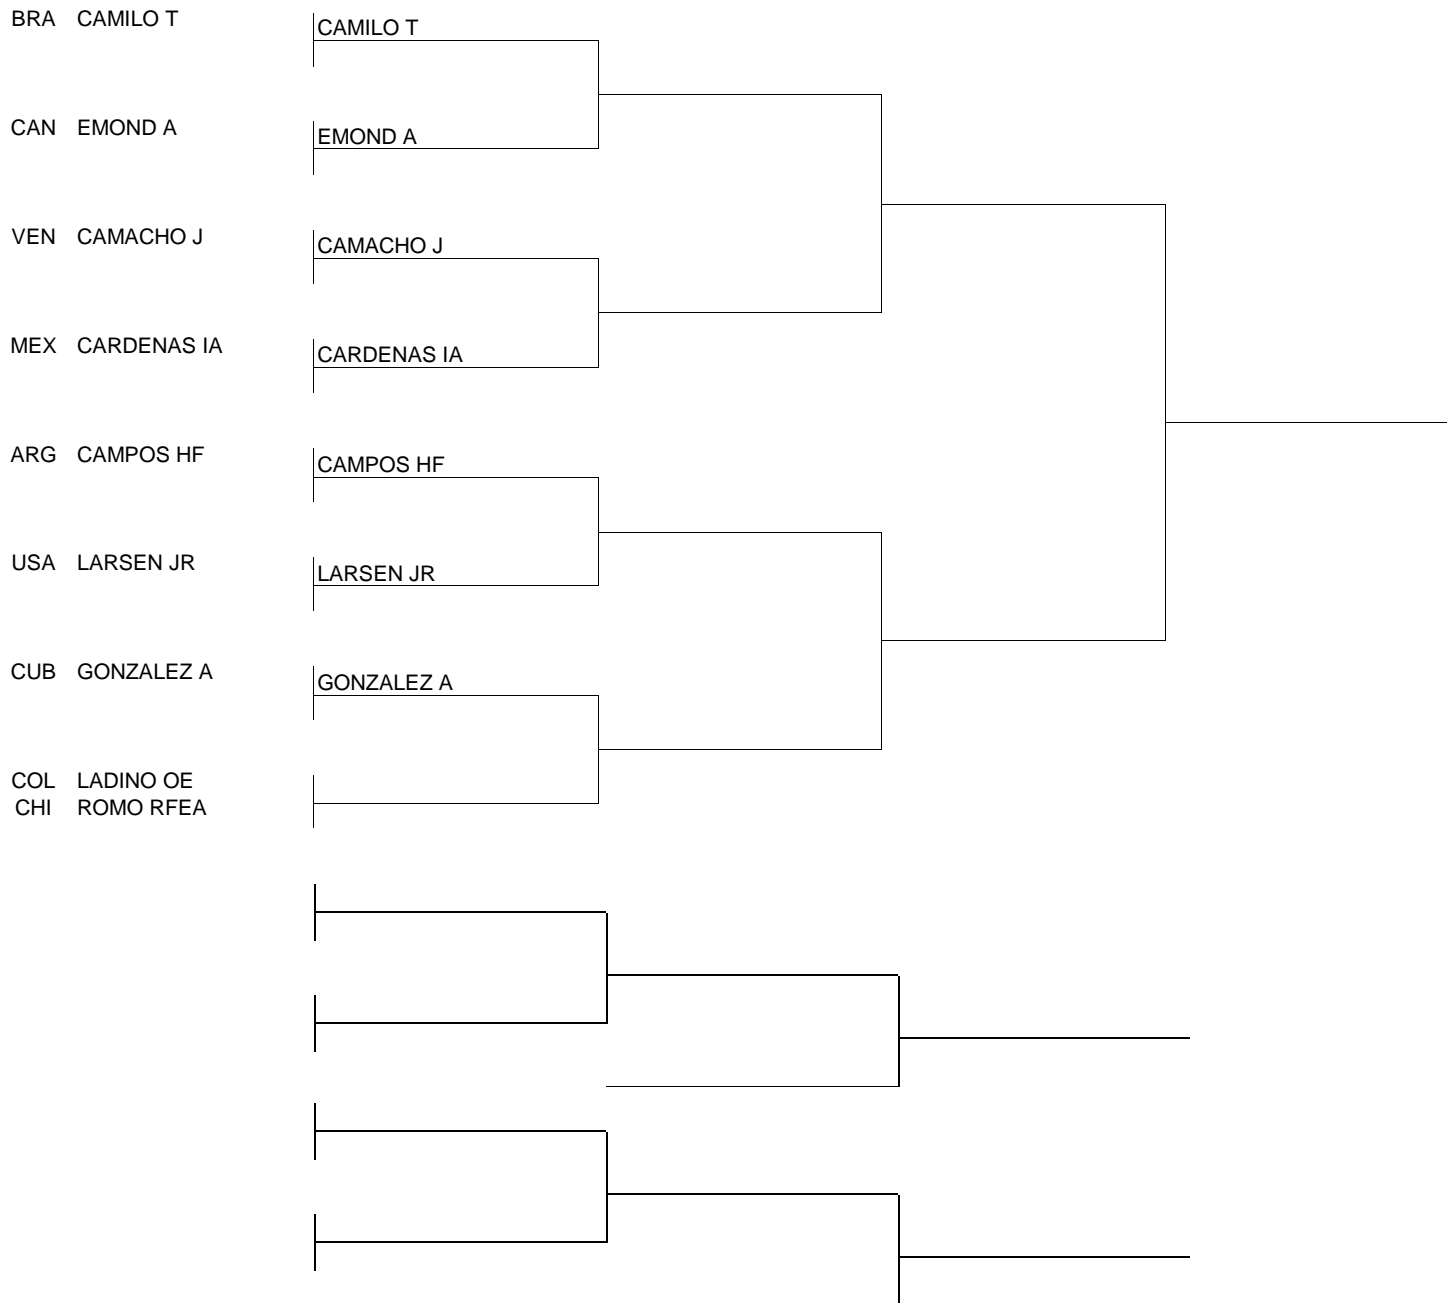 BRA CAMILO T CAMILO T
CAN EMOND A EMOND A
VEN CAMACHO J CAMACHO J
MEX CARDENAS IA CARDENAS IA
ARG CAMPOS HF CAMPOS HF
USA LARSEN JR LARSEN JR
CUB GONZALEZ A GONZALEZ A
COL LADINO OE
CHI ROMO RFEA